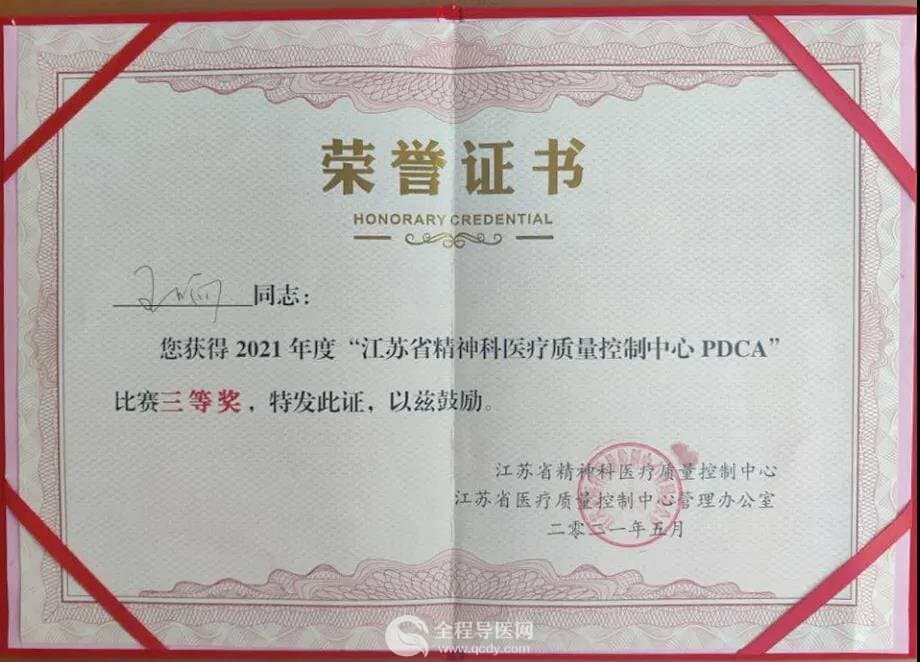 荣誉证书
HONORARY CREDENTIAL
同志：
您获得 2021 年度“江苏省精神科医疗质量控制中心 PDCA”
比赛三等奖，特发此证，以兹鼓励。
江苏省精神科医疗质量控制中心
江苏省医疗质量控制中心管理办公室
二零二一年五月
全程导医网
www.qcdy.com